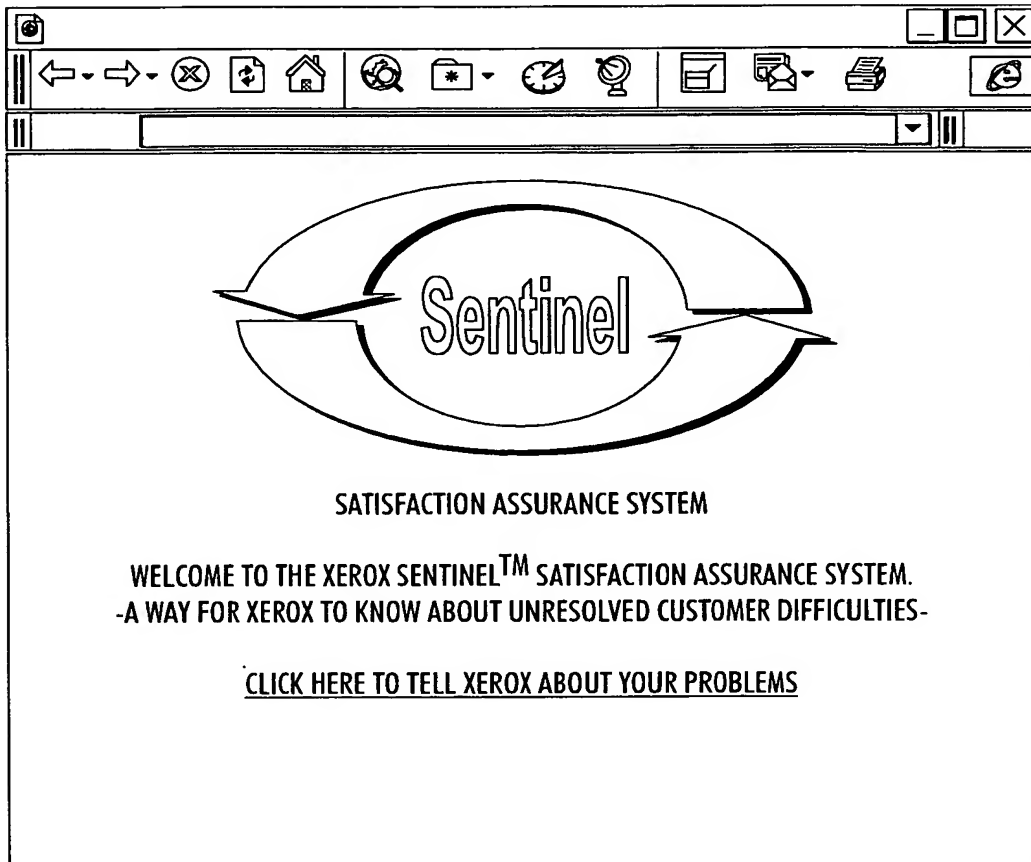 Sentinel
SATISFACTION ASSURANCE SYSTEM
WELCOME TO THE XEROX SENTINEL™ SATISFACTION ASSURANCE SYSTEM.
-A WAY FOR XEROX TO KNOW ABOUT UNRESOLVED CUSTOMER DIFFICULTIES-
CLICK HERE TO TELL XEROX ABOUT YOUR PROBLEMS